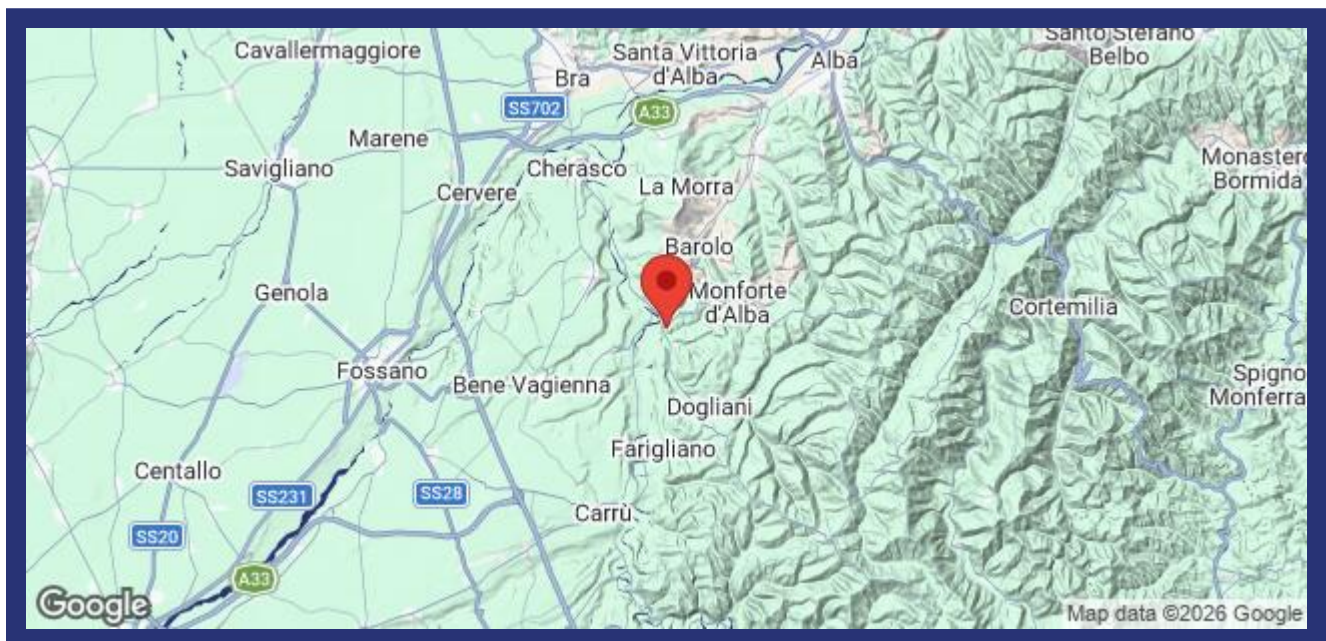 Cavallermaggiore
Santa Vittoria
d'Alba
Alba
Santo Stefano
Belbo
Bra
SS702
A33
Marene
Savigliano
Cherasco
Monastero
Bormida
Cervere
La Morra
Barolo
Genola
Monforte
d'Alba
Cortemilia
Fossano
Bene Vagienna
Spigno
Monferra
Dogliani
Farigliano
Centallo
SS231
SS28
Carrù
SS20
A33
Google
Map data ©2026 Google